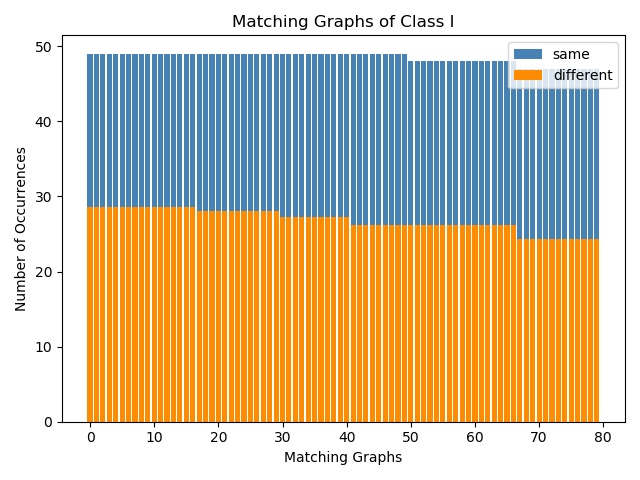 Matching Graphs of Class I
same
different
Number of Occurrences
50
40
30
20
10
0
0 10 20 30 40 50 60 70 80
Matching Graphs